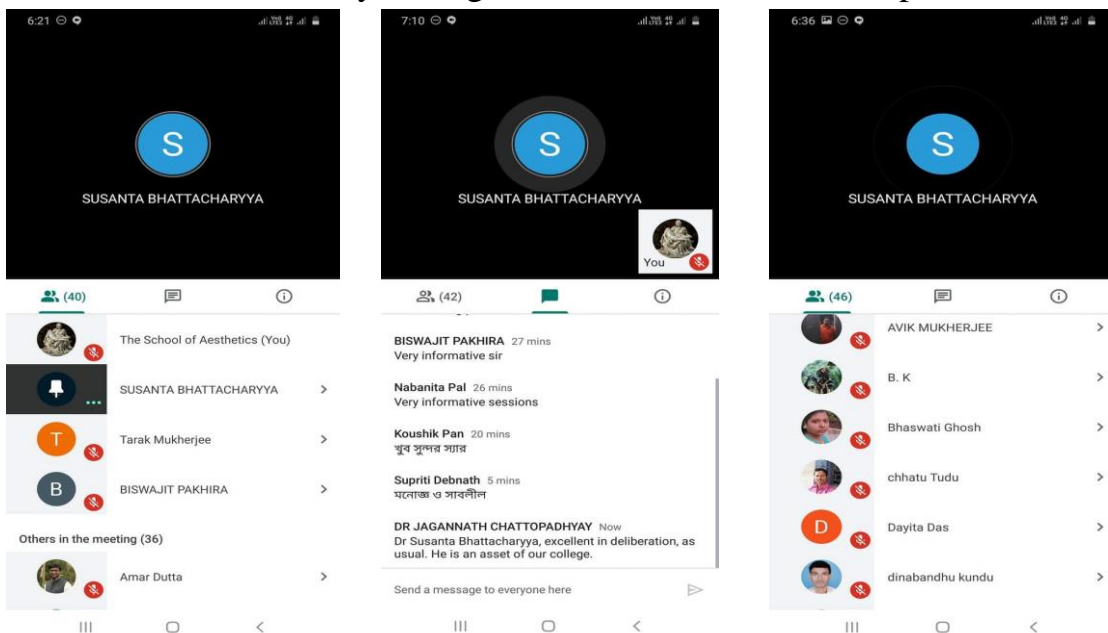 6:21
S
SUSANTA BHATTACHARYYA
(40)
The School of Aesthetics (You)
SUSANTA BHATTACHARYYA
T
Tarak Mukherjee
B
BISWAJIT PAKHIRA
Others in the meeting (36)
Amar Dutta
7:10
S
SUSANTA BHATTACHARYYA
You
(42)
BISWAJIT PAKHIRA 27 mins
Very informative sir
Nabanita Pal 26 mins
Very informative sessions
Koushik Pan 20 mins
খুব সুন্দর স্যার
Supriti Debnath 5 mins
মনোজ্ঞ ও সাবলীল
DR JAGANNATH CHATTOPADHYAY Now
Dr Susanta Bhattacharyya, excellent in deliberation, as
usual. He is an asset of our college.
Send a message to everyone here
6:36
S
SUSANTA BHATTACHARYYA
(46)
AVIK MUKHERJEE
B. K
Bhaswati Ghosh
chhatu Tudu
D
Dayita Das
dinabandhu kundu